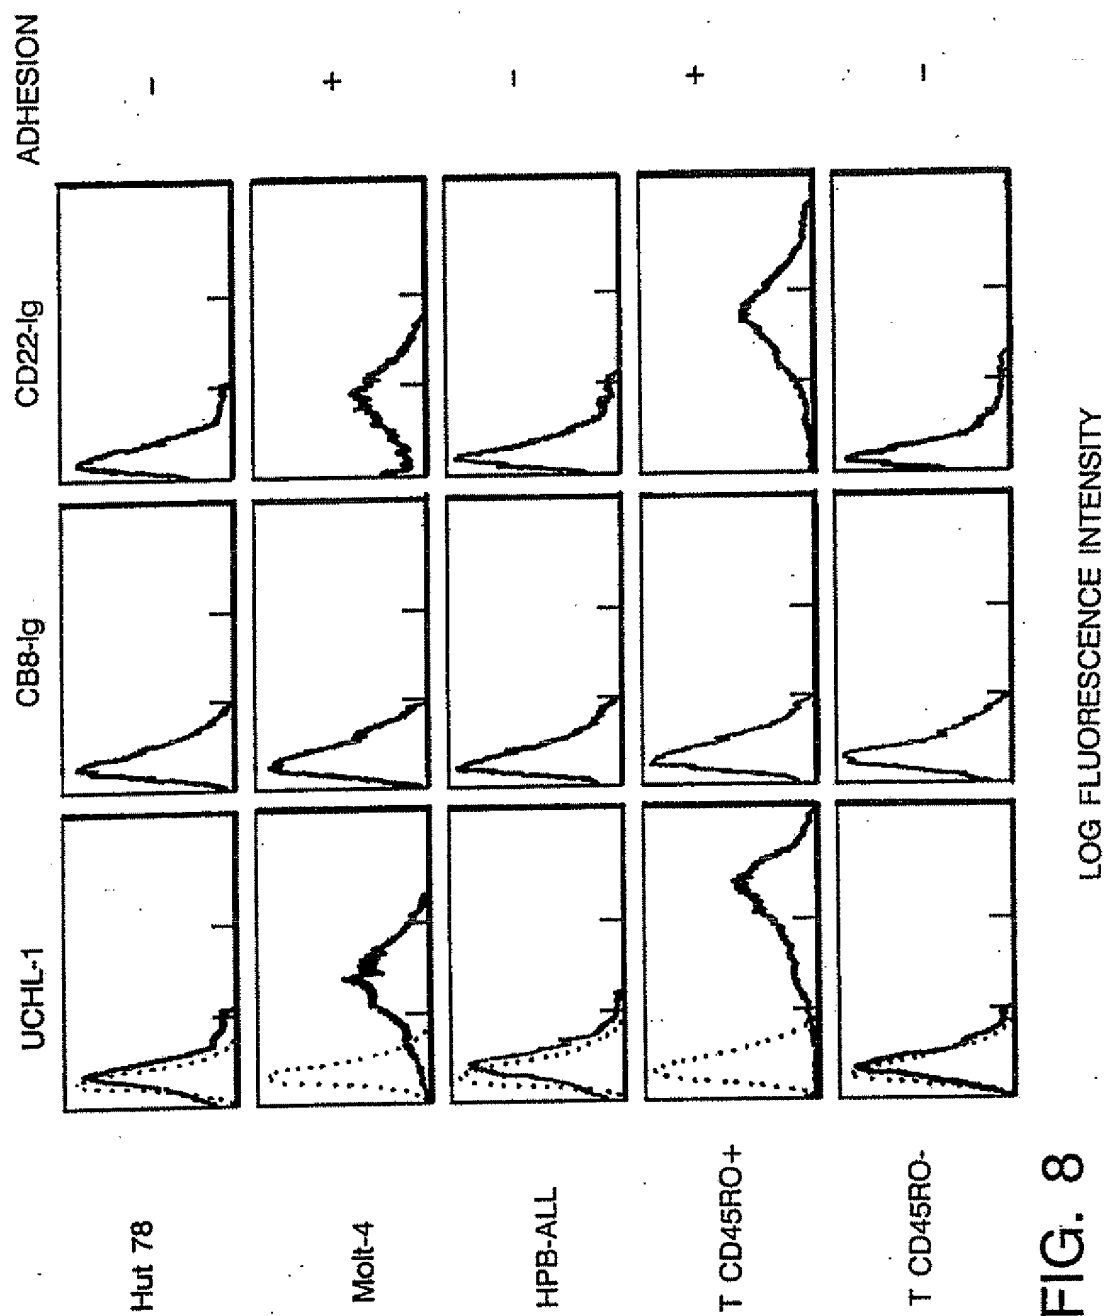 UCHL-1 CB8-Ig CD22-Ig ADHESION
Hut 78 -
Molt-4 +
HPB-ALL -
T CD45RO+ +
T CD45RO- -
LOG FLUORESCENCE INTENSITY
FIG. 8